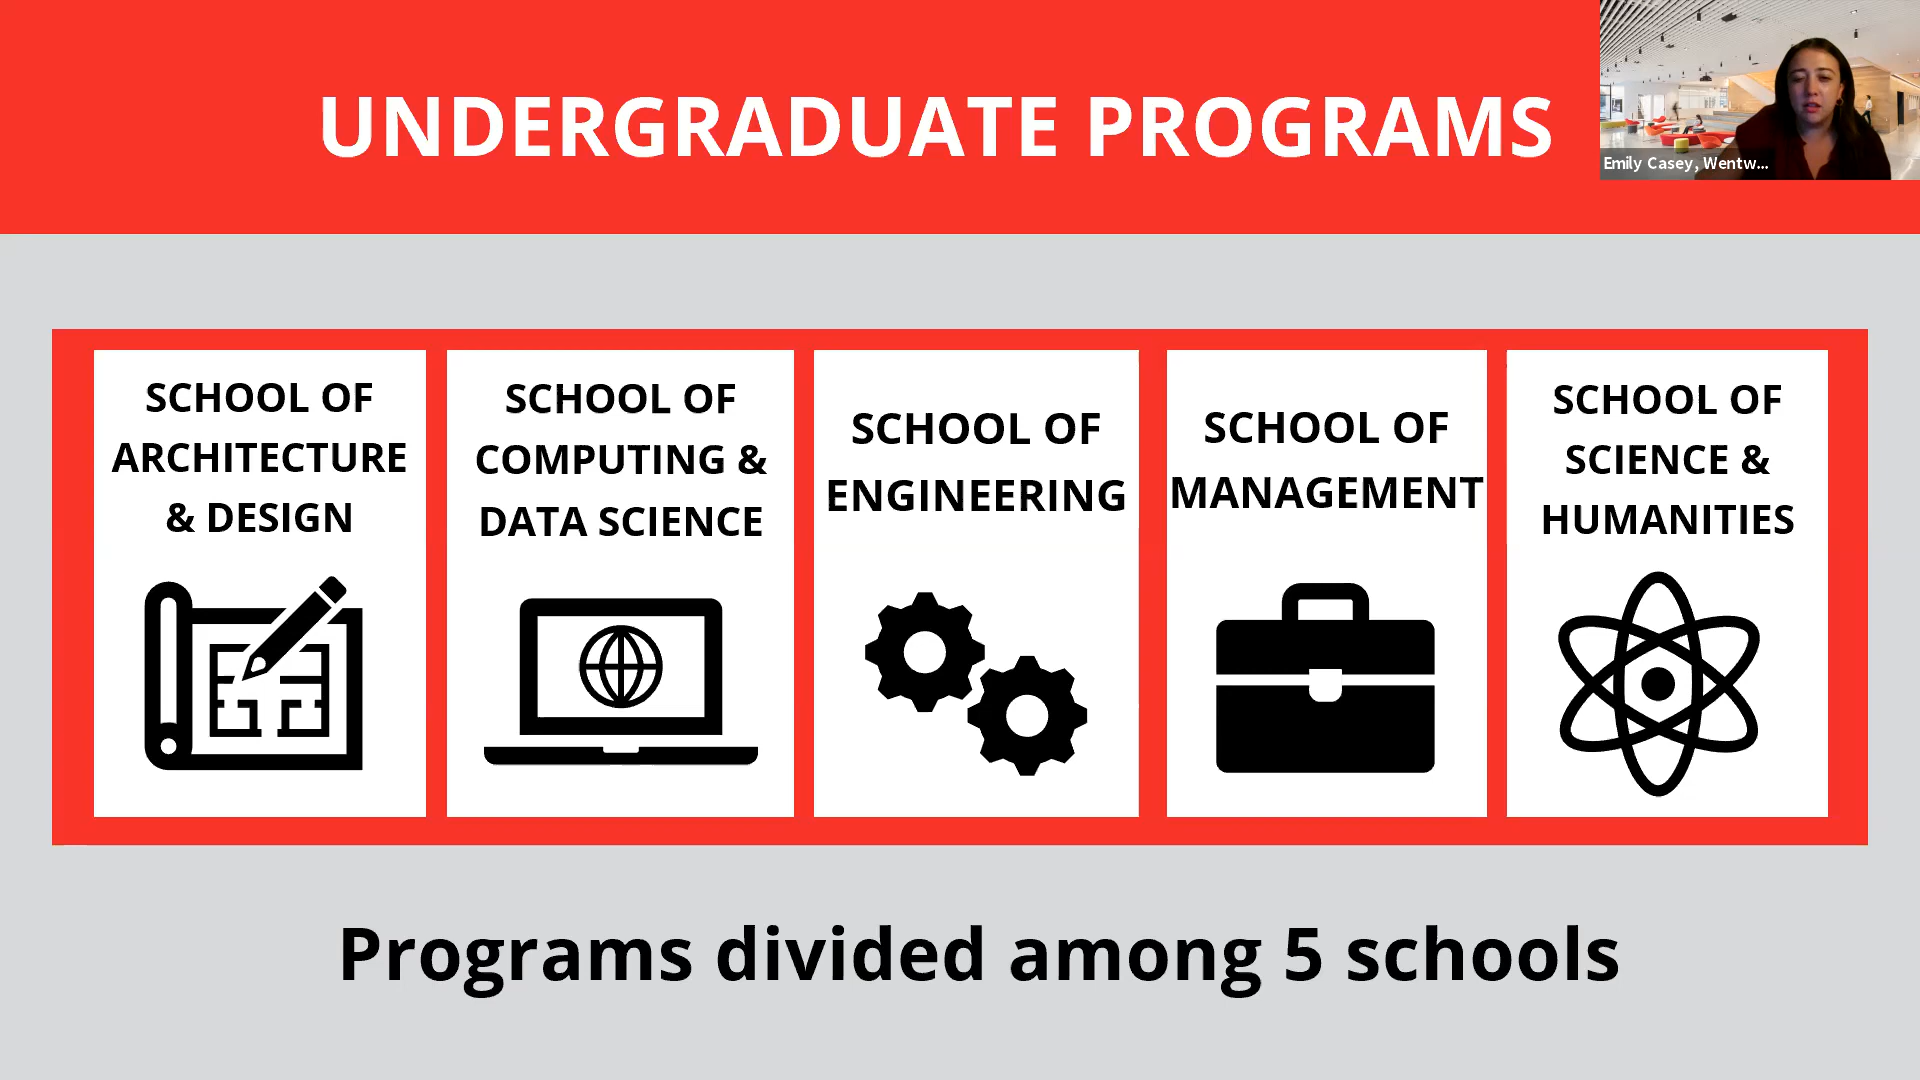 UNDERGRADUATE PROGRAMS
Emily Casey, Wentw...
SCHOOL OF
ARCHITECTURE
& DESIGN
SCHOOL OF
COMPUTING &
DATA SCIENCE
SCHOOL OF
ENGINEERING
SCHOOL OF
MANAGEMENT
SCHOOL OF
SCIENCE &
HUMANITIES
Programs divided among 5 schools